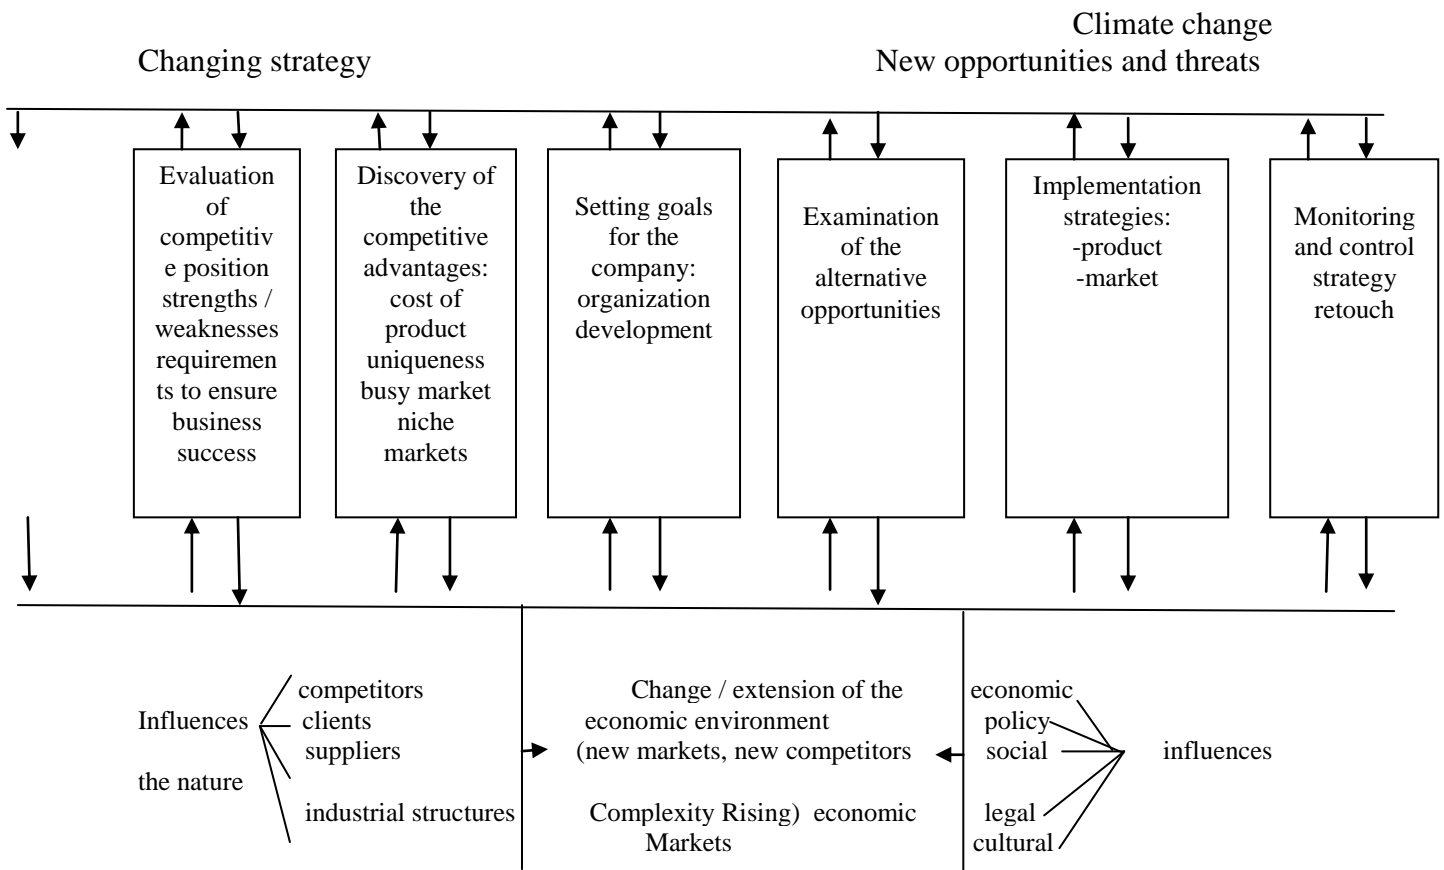 Climate change
Changing strategy
New opportunities and threats
Evaluation
of
competitiv
e position
strengths /
weaknesses
requiremen
ts to ensure
business
success
Discovery of
the
competitive
advantages:
cost of
product
uniqueness
busy market
niche
markets
Setting goals
for the
company:
organization
development
Examination
of the
alternative
opportunities
Implementation
strategies:
-product
-market
Monitoring
and control
strategy
retouch
Influences
the nature
competitors
clients
suppliers
industrial structures
Change / extension of the
economic environment
(new markets, new competitors
Complexity Rising) economic
Markets
economic
policy
social
legal
cultural
influences